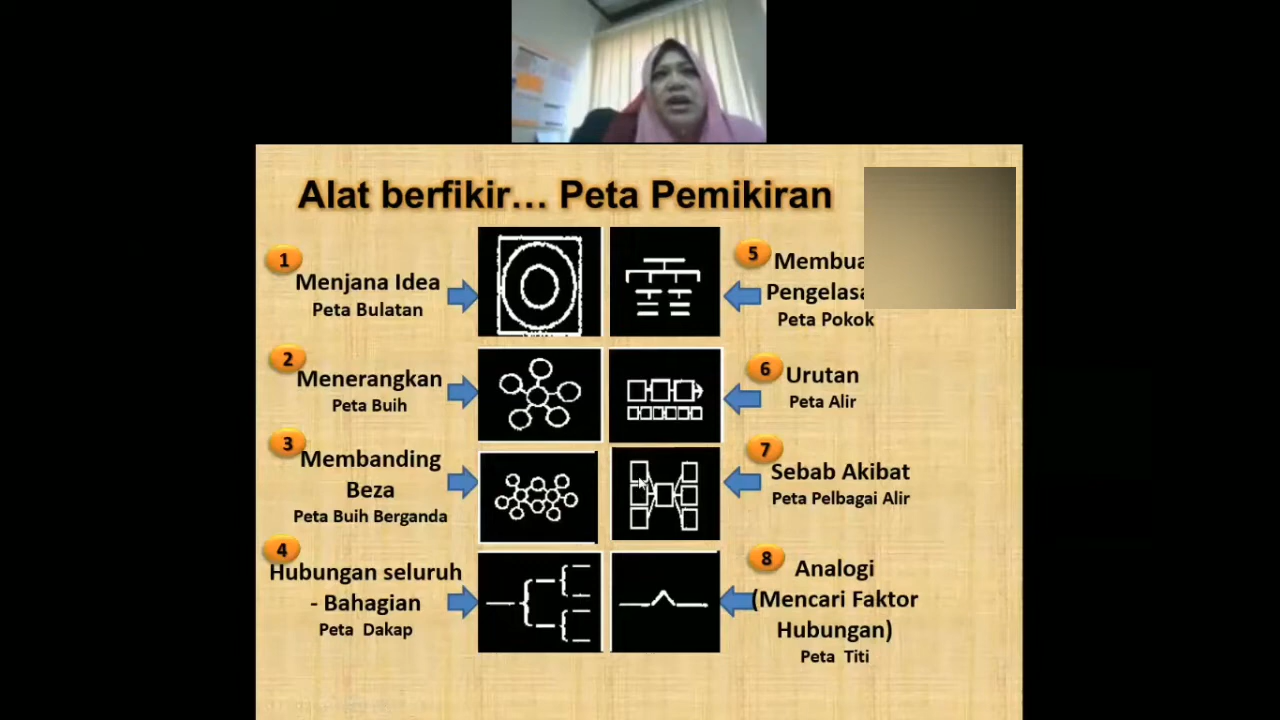 Alat berfikir... Peta Pemikiran
1
Menjana Idea
Peta Bulatan
2
Menerangkan
Peta Buih
3
Membanding
Beza
Peta Buih Berganda
4
Hubungan seluruh
- Bahagian
Peta Dakap
5
Peta Pokok
6
Urutan
Peta Alir
7
Sebab Akibat
Peta Pelbagai Alir
8
Analogi
(Mencari Faktor
Hubungan)
Peta Titi